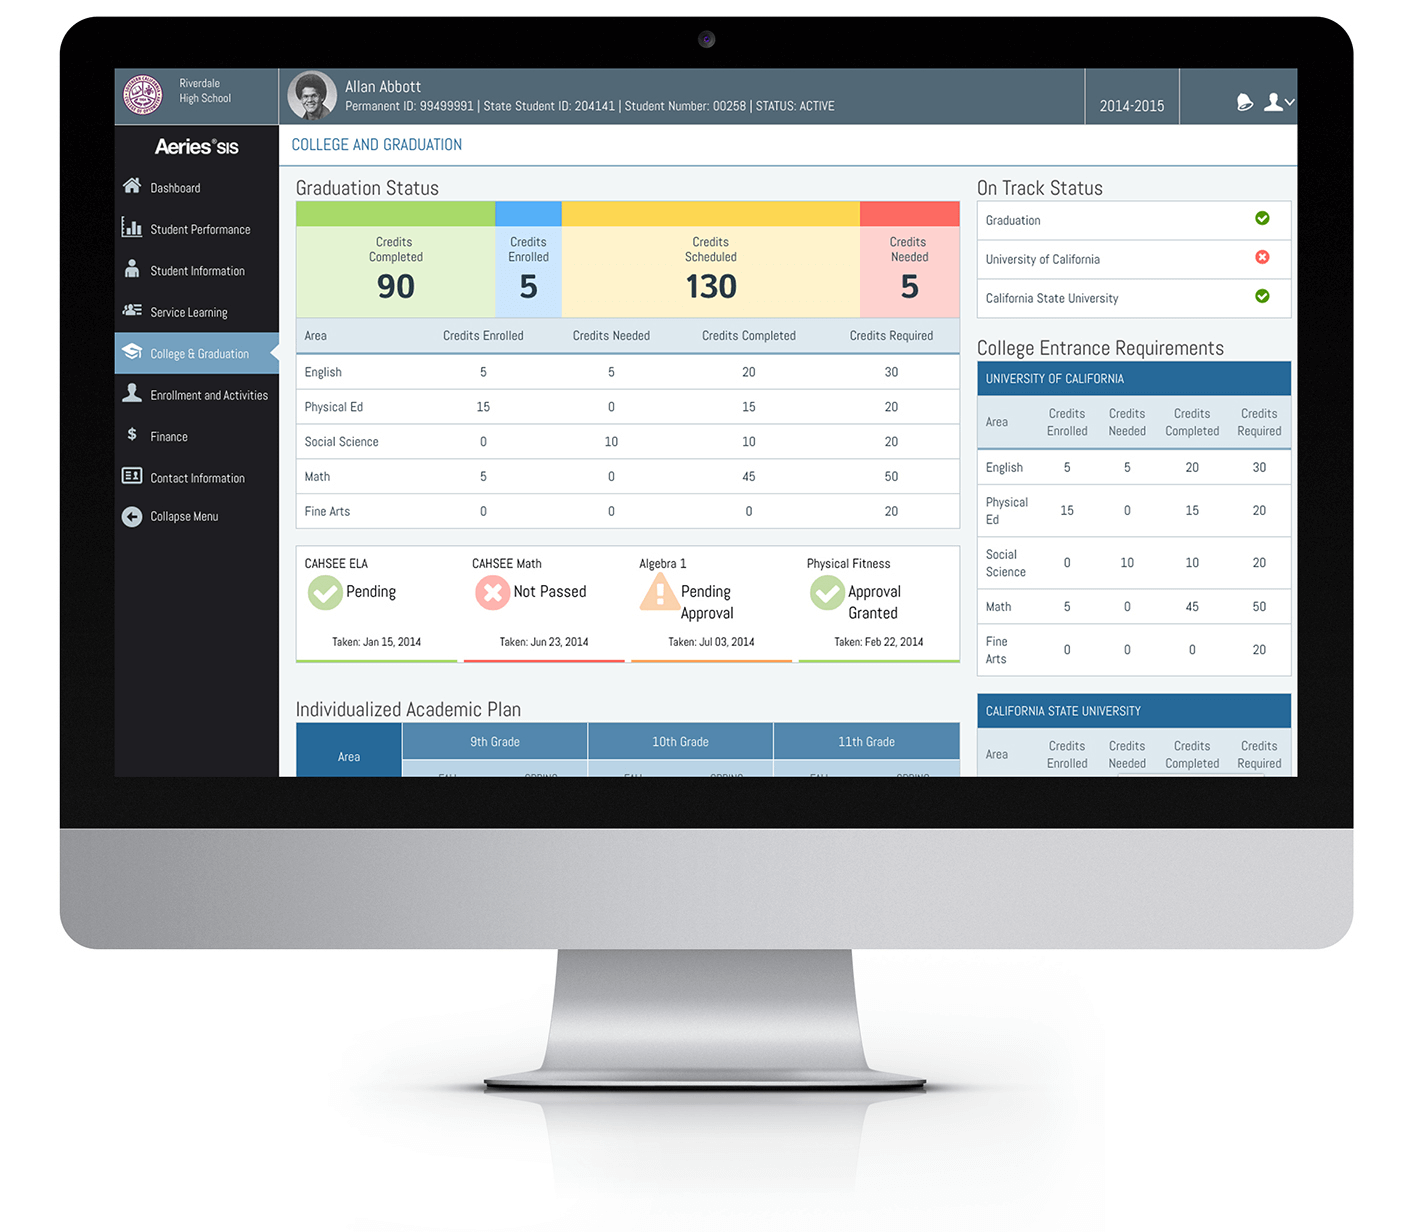 Riverdale
High School
Allan Abbott
Permanent ID: 99499991 | State Student ID: 204141 | Student Number: 00258 | STATUS: ACTIVE
2014-2015
Aeries® SIS
Dashboard
Student Performance
Student Information
Service Learning
College & Graduation
Enrollment and Activities
$ Finance
Contact Information
Collapse Menu
COLLEGE AND GRADUATION
Graduation Status
Credits
Completed
90
Credits
Enrolled
5
Credits
Scheduled
130
Credits
Needed
5
Area Credits Enrolled Credits Needed Credits Completed Credits Required
English 5 5 20 30
Physical Ed 15 0 15 20
Social Science 0 10 10 20
Math 5 0 45 50
Fine Arts 0 0 0 20
CAHSEE ELA
Pending
Taken: Jan 15, 2014
CAHSEE Math
Not Passed
Taken: Jun 23, 2014
Algebra 1
Pending
Approval
Taken: Jul 03, 2014
Physical Fitness
Approval
Granted
Taken: Feb 22, 2014
Individualized Academic Plan
Area
9th Grade 10th Grade 11th Grade
On Track Status
Graduation
University of California
California State University
College Entrance Requirements
UNIVERSITY OF CALIFORNIA
Area Credits Enrolled Credits Needed Credits Completed Credits Required
English 5 5 20 30
Physical Ed 15 0 15 20
Social Science 0 10 10 20
Math 5 0 45 50
Fine Arts 0 0 0 20
CALIFORNIA STATE UNIVERSITY
Area Credits Enrolled Credits Needed Credits Completed Credits Required